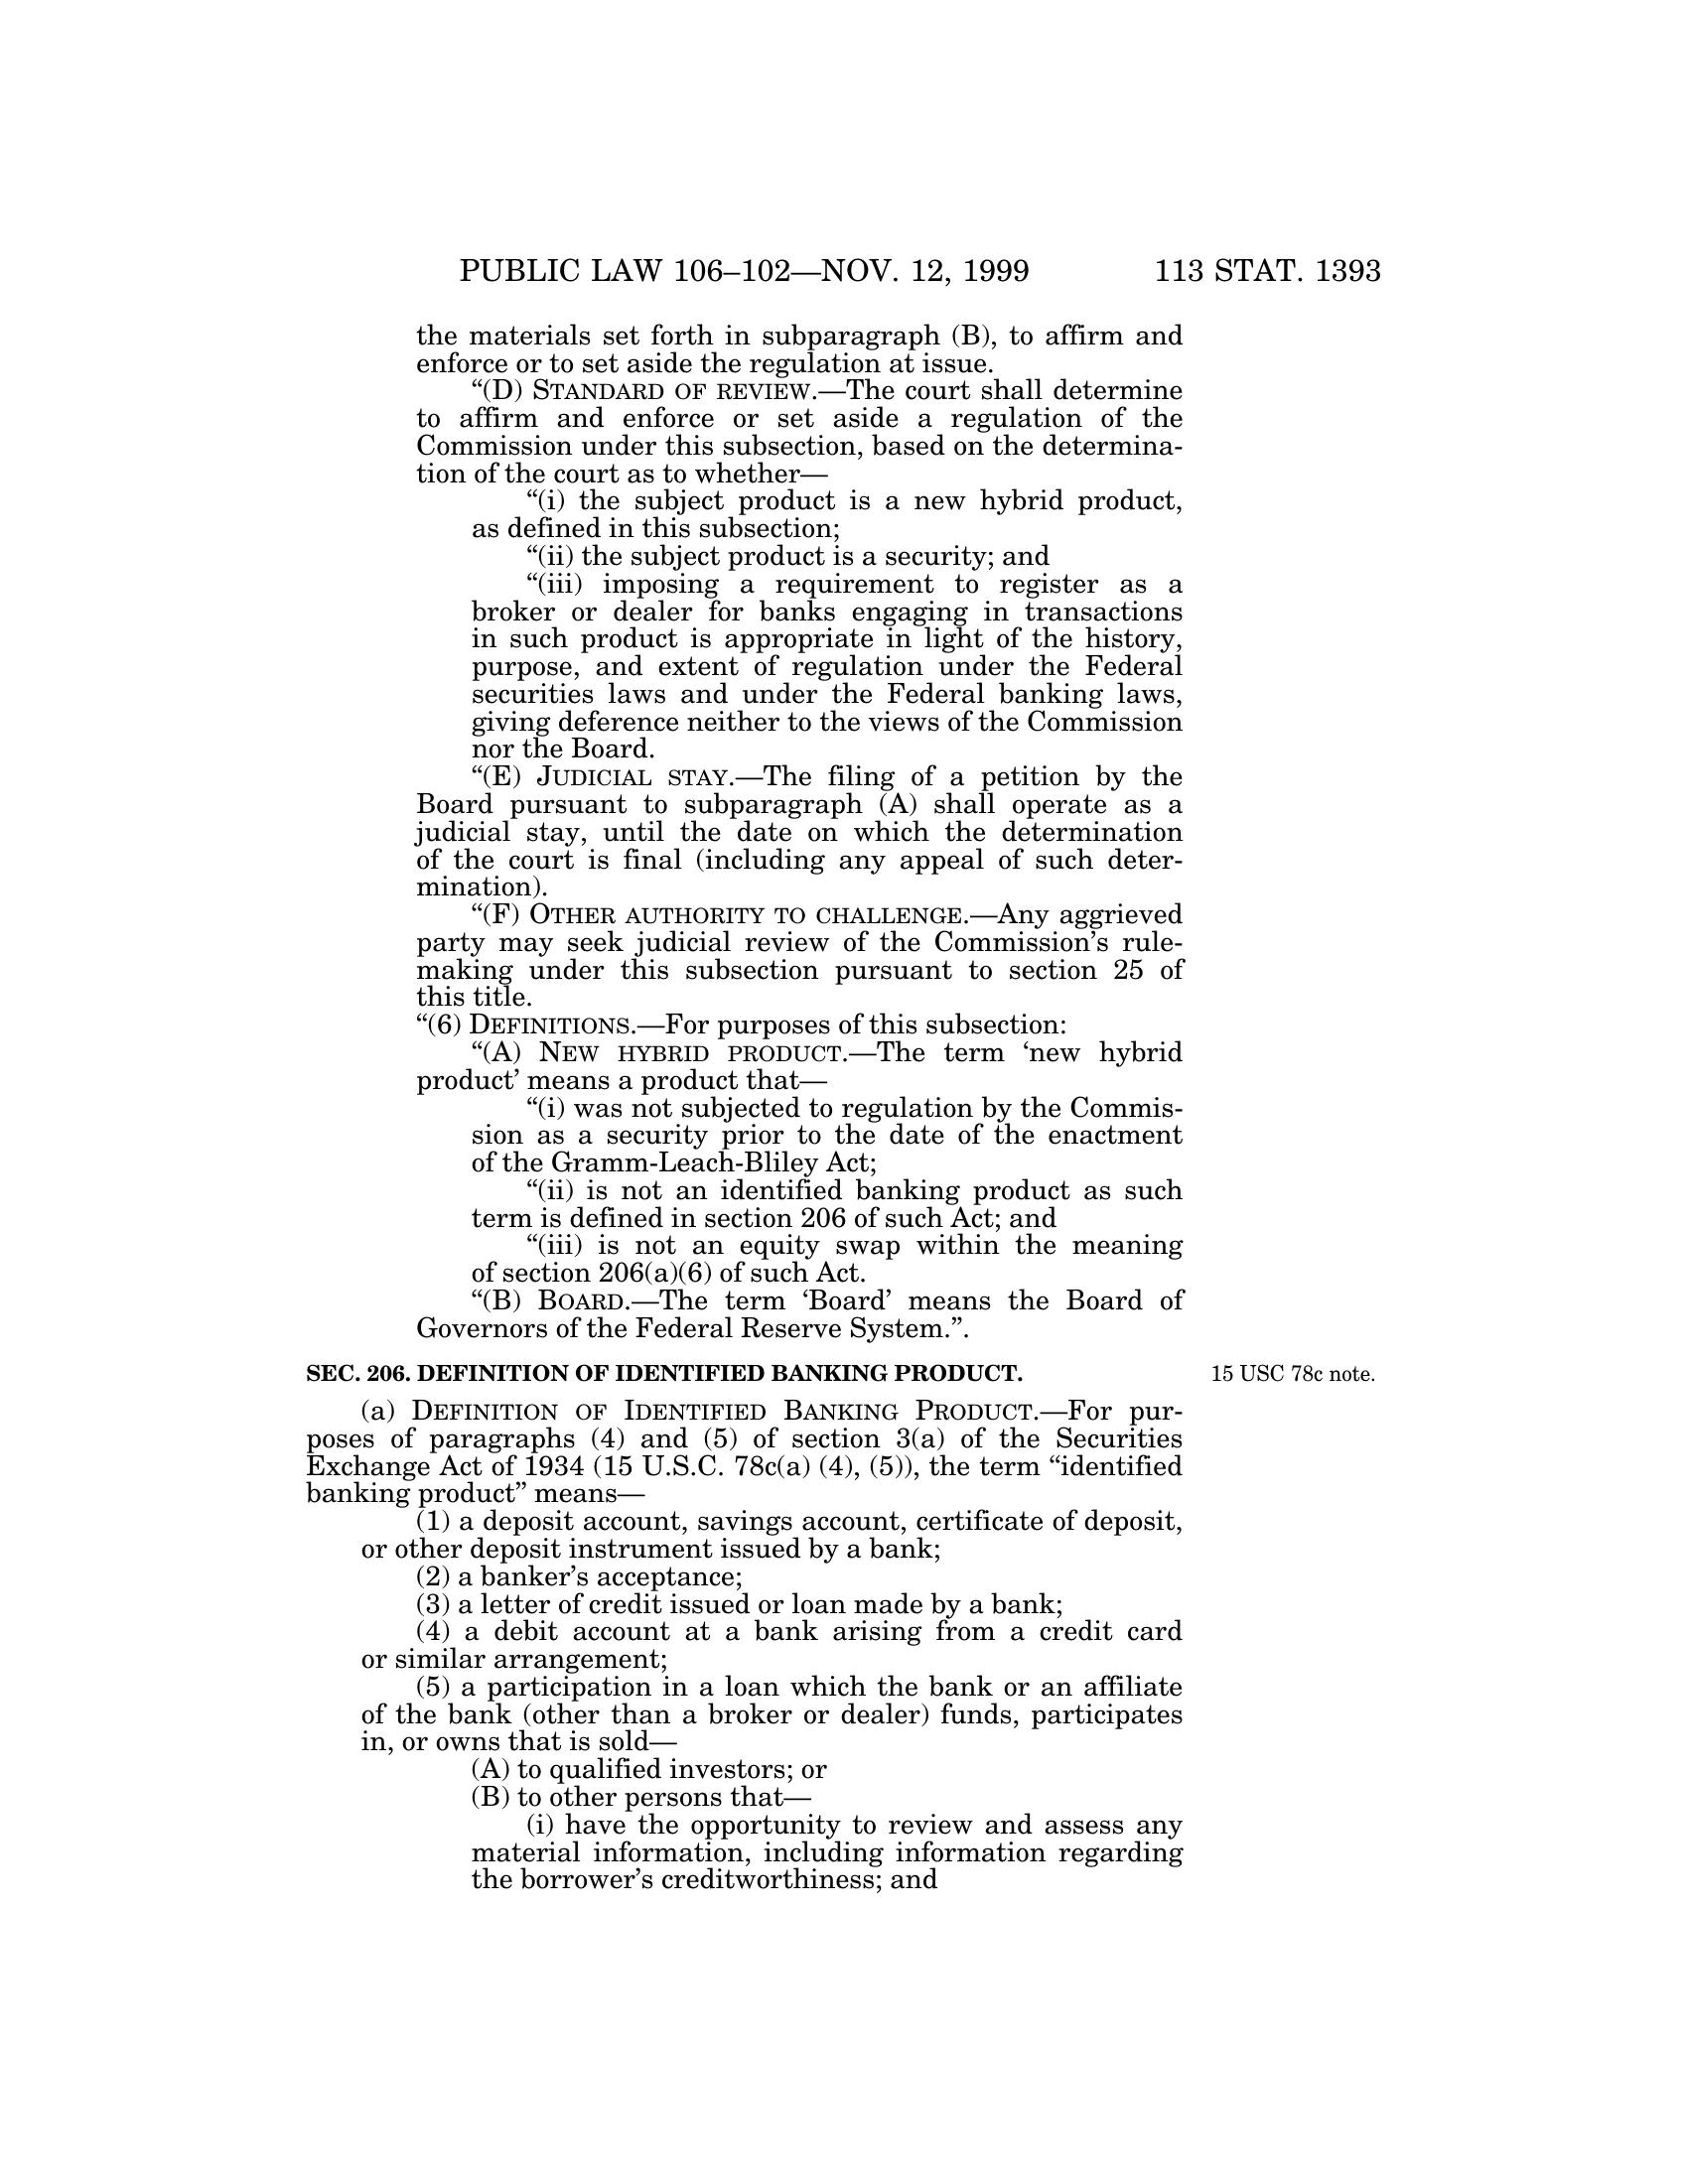 PUBLIC LAW 106–102—NOV. 12, 1999 113 STAT. 1393
the materials set forth in subparagraph (B), to affirm and
enforce or to set aside the regulation at issue.
“(D) STANDARD OF REVIEW.—The court shall determine
to affirm and enforce or set aside a regulation of the
Commission under this subsection, based on the determina-
tion of the court as to whether—
“(i) the subject product is a new hybrid product,
as defined in this subsection;
“(ii) the subject product is a security; and
“(iii) imposing a requirement to register as a
broker or dealer for banks engaging in transactions
in such product is appropriate in light of the history,
purpose, and extent of regulation under the Federal
securities laws and under the Federal banking laws,
giving deference neither to the views of the Commission
nor the Board.
“(E) JUDICIAL STAY.—The filing of a petition by the
Board pursuant to subparagraph (A) shall operate as a
judicial stay, until the date on which the determination
of the court is final (including any appeal of such deter-
mination).
“(F) OTHER AUTHORITY TO CHALLENGE.—Any aggrieved
party may seek judicial review of the Commission’s rule-
making under this subsection pursuant to section 25 of
this title.
“(6) DEFINITIONS.—For purposes of this subsection:
“(A) NEW HYBRID PRODUCT.—The term ‘new hybrid
product’ means a product that—
“(i) was not subjected to regulation by the Commis-
sion as a security prior to the date of the enactment
of the Gramm-Leach-Bliley Act;
“(ii) is not an identified banking product as such
term is defined in section 206 of such Act; and
“(iii) is not an equity swap within the meaning
of section 206(a)(6) of such Act.
“(B) BOARD.—The term ‘Board’ means the Board of
Governors of the Federal Reserve System.”.
SEC. 206. DEFINITION OF IDENTIFIED BANKING PRODUCT. 15 USC 78c note.
(a) DEFINITION OF IDENTIFIED BANKING PRODUCT.—For pur-
poses of paragraphs (4) and (5) of section 3(a) of the Securities
Exchange Act of 1934 (15 U.S.C. 78c(a) (4), (5)), the term “identified
banking product” means—
(1) a deposit account, savings account, certificate of deposit,
or other deposit instrument issued by a bank;
(2) a banker’s acceptance;
(3) a letter of credit issued or loan made by a bank;
(4) a debit account at a bank arising from a credit card
or similar arrangement;
(5) a participation in a loan which the bank or an affiliate
of the bank (other than a broker or dealer) funds, participates
in, or owns that is sold—
(A) to qualified investors; or
(B) to other persons that—
(i) have the opportunity to review and assess any
material information, including information regarding
the borrower’s creditworthiness; and